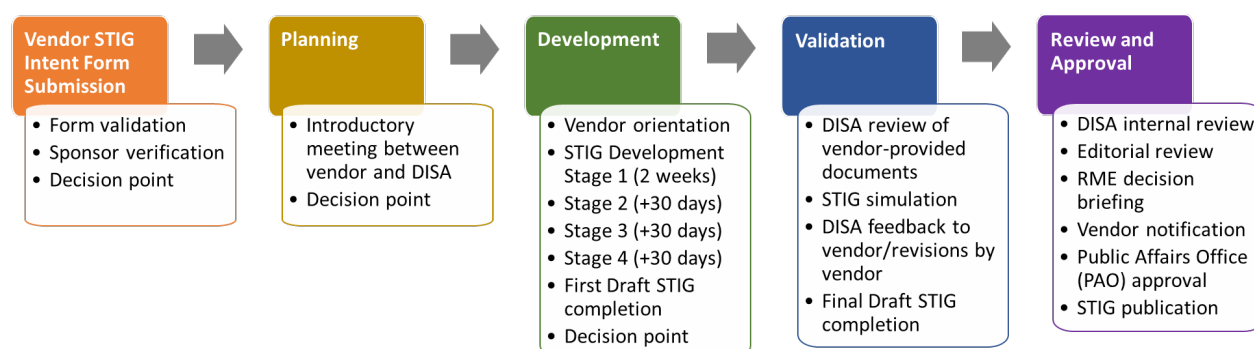 Vendor STIG
Intent Form
Submission
• Form validation
• Sponsor verification
• Decision point
Planning
• Introductory
meeting between
vendor and DISA
• Decision point
Development
• Vendor orientation
• STIG Development
Stage 1 (2 weeks)
• Stage 2 (+30 days)
• Stage 3 (+30 days)
• Stage 4 (+30 days)
• First Draft STIG
completion
• Decision point
Validation
• DISA review of
vendor-provided
documents
• STIG simulation
• DISA feedback to
vendor/revisions by
vendor
• Final Draft STIG
completion
Review and
Approval
• DISA internal review
• Editorial review
• RME decision
briefing
• Vendor notification
• Public Affairs Office
(PAO) approval
• STIG publication